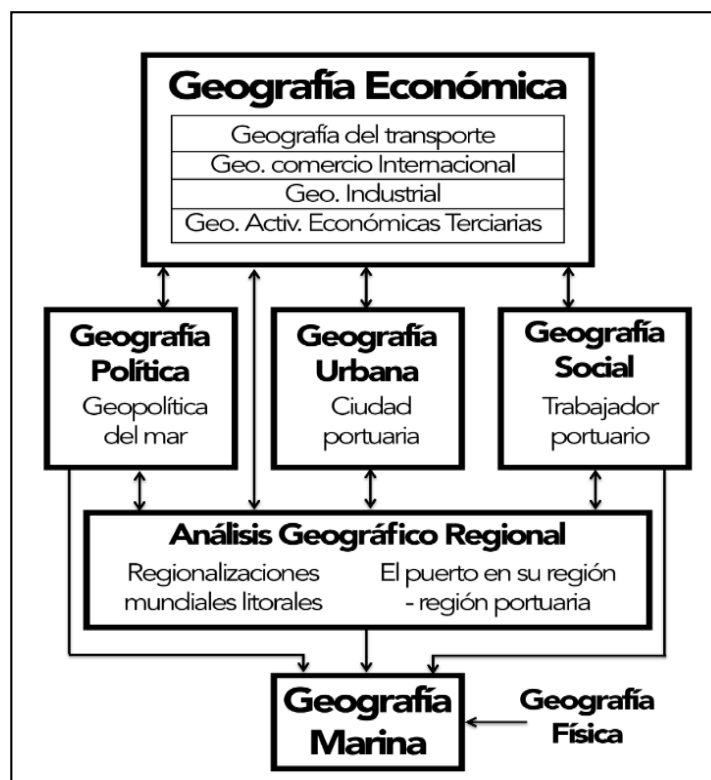 Geografía Económica
Geografía del transporte
Geo. comercio Internacional
Geo. Industrial
Geo. Activ. Económicas Terciarias
Geografía
Política
Geopolítica
del mar
Geografía
Urbana
Ciudad
portuaria
Geografía
Social
Trabajador
portuario
Análisis Geográfico Regional
Regionalizaciones
mundiales litorales
El puerto en su región
- región portuaria
Geografía
Marina
Geografía
Física